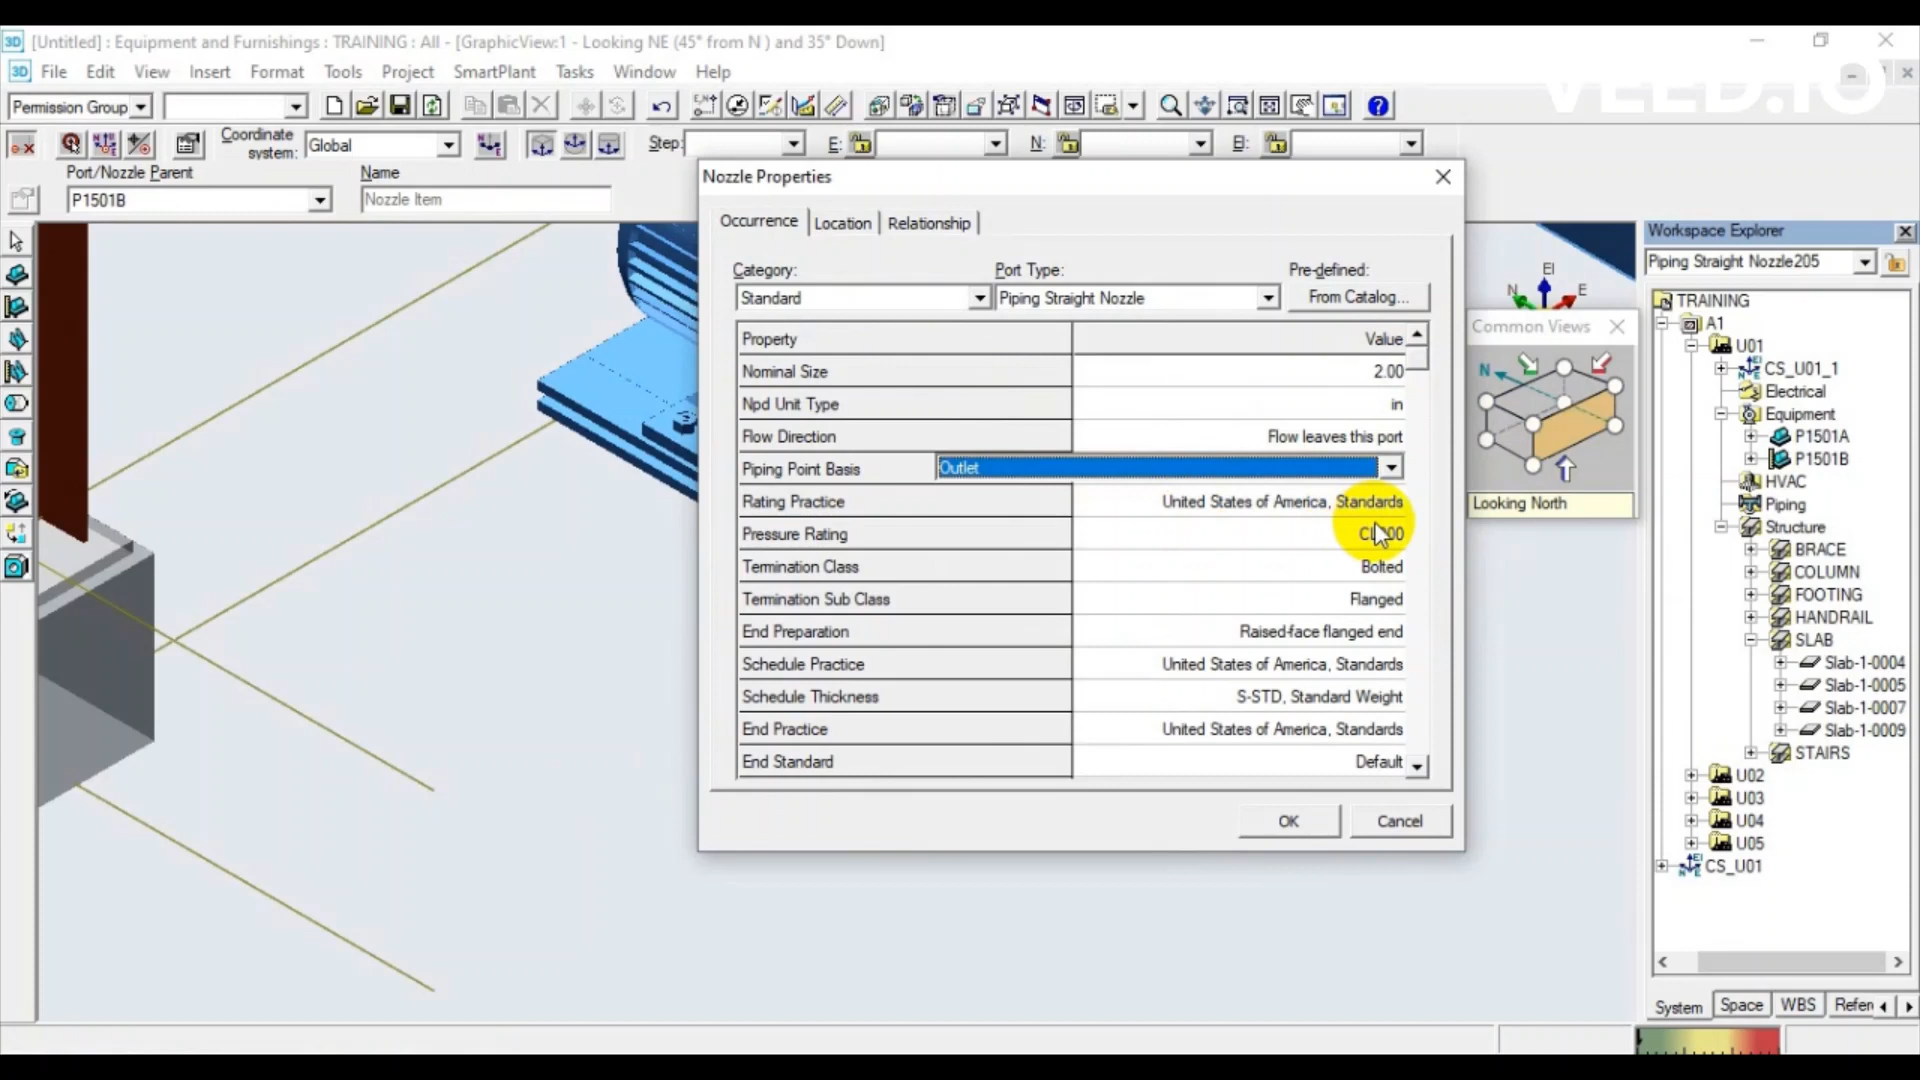 [Untitled] : Equipment and Furnishings : TRAINING : All - [GraphicView:1 - Looking NE (45° from N ) and 35° Down]
File Edit View Insert Format Tools Project SmartPlant Tasks Window Help
VEED.IO
Permission Group
Coordinate system: Global Step: E: N: El:
Port/Nozzle Parent Name
P1501B Nozzle Item
Nozzle Properties
Occurrence Location Relationship
Category: Port Type: Pre-defined:
Standard Piping Straight Nozzle From Catalog...
Property Value
Nominal Size 2.00
Npd Unit Type in
Flow Direction Flow leaves this port
Piping Point Basis Outlet
Rating Practice United States of America, Standards
Pressure Rating
Termination Class Bolted
Termination Sub Class Flanged
End Preparation Raised-face flanged end
Schedule Practice United States of America, Standards
Schedule Thickness S-STD, Standard Weight
End Practice United States of America, Standards
End Standard Default
OK Cancel
El
N E
Common Views
N
Looking North
Workspace Explorer
Piping Straight Nozzle205
TRAINING
A1
U01
CS_U01_1
Electrical
Equipment
P1501A
P1501B
HVAC
Piping
Structure
BRACE
COLUMN
FOOTING
HANDRAIL
SLAB
Slab-1-0004
Slab-1-0005
Slab-1-0007
Slab-1-0009
STAIRS
U02
U03
U04
U05
CS_U01
System Space WBS Refern